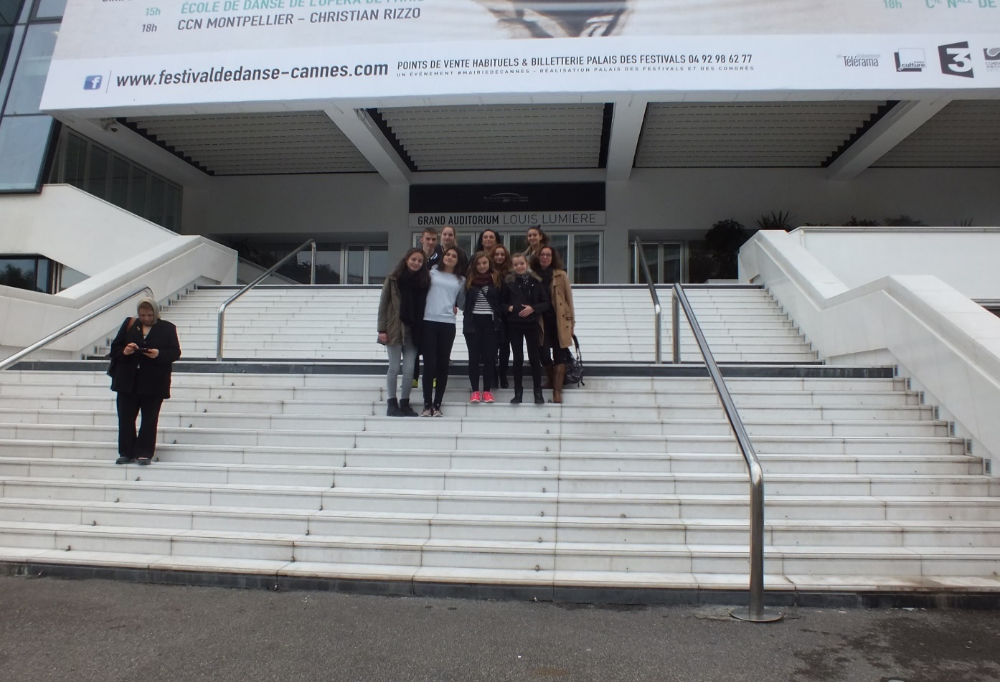 15h ÉCOLE DE DANSE DE L'OPÉRA DE PARIS
18h CCN MONTPELLIER – CHRISTIAN RIZZO
18h
www.festivaldedanse-cannes.com
POINTS DE VENTE HABITUELS & BILLETTERIE PALAIS DES FESTIVALS 04 92 98 62 77
UN ÉVÉNEMENT #MAIRIEDECANNES - RÉALISATION PALAIS DES FESTIVALS ET DES CONGRÈS
Télérama
culture
3
GRAND AUDITORIUM LOUIS LUMIERE